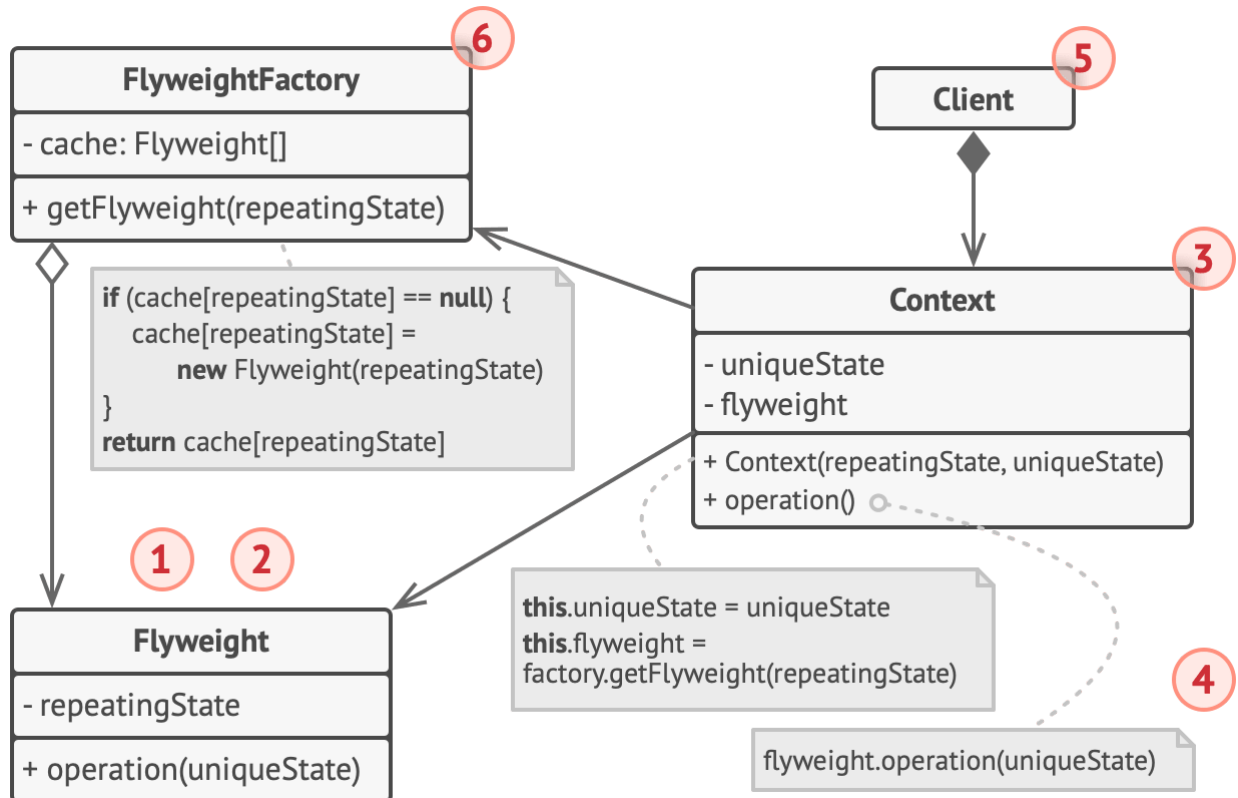 6
FlyweightFactory
- cache: Flyweight[]
+ getFlyweight(repeatingState)
if (cache[repeatingState] == null) {
cache[repeatingState] =
new Flyweight(repeatingState)
}
return cache[repeatingState]
5
Client
3
Context
- uniqueState
- flyweight
+ Context(repeatingState, uniqueState)
+ operation()
1
2
Flyweight
- repeatingState
+ operation(uniqueState)
this.uniqueState = uniqueState
this.flyweight =
factory.getFlyweight(repeatingState)
4
flyweight.operation(uniqueState)